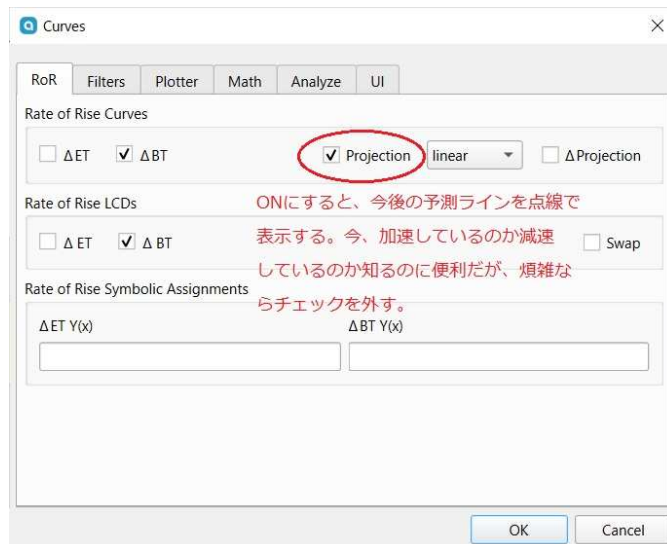 Curves
RoR Filters Plotter Math Analyze UI
Rate of Rise Curves
ΔET ΔBT Projection linear ΔProjection
Rate of Rise LCDs
Δ ET Δ BT Swap
ONにすると、今後の予測ラインを点線で
表示する。今、加速しているのか減速
しているのか知るのに便利だが、煩雑な
らチェックを外す。
Rate of Rise Symbolic Assignments
ΔET Y(x) ΔBT Y(x)
OK Cancel